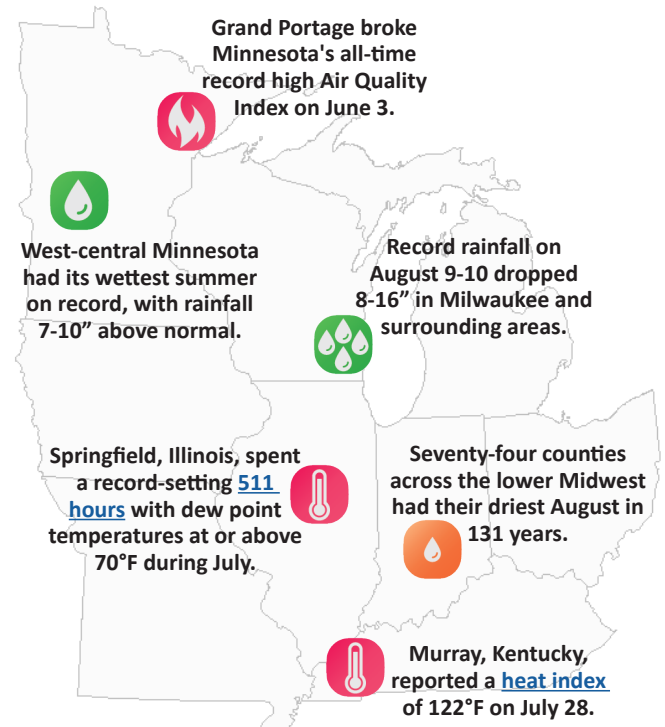 Grand Portage broke
Minnesota's all-time
record high Air Quality
Index on June 3.
West-central Minnesota
had its wettest summer
on record, with rainfall
7-10” above normal.
Record rainfall on
August 9-10 dropped
8-16” in Milwaukee and
surrounding areas.
Springfield, Illinois, spent
a record-setting 511
hours with dew point
temperatures at or above
70°F during July.
Seventy-four counties
across the lower Midwest
had their driest August in
131 years.
Murray, Kentucky,
reported a heat index
of 122°F on July 28.